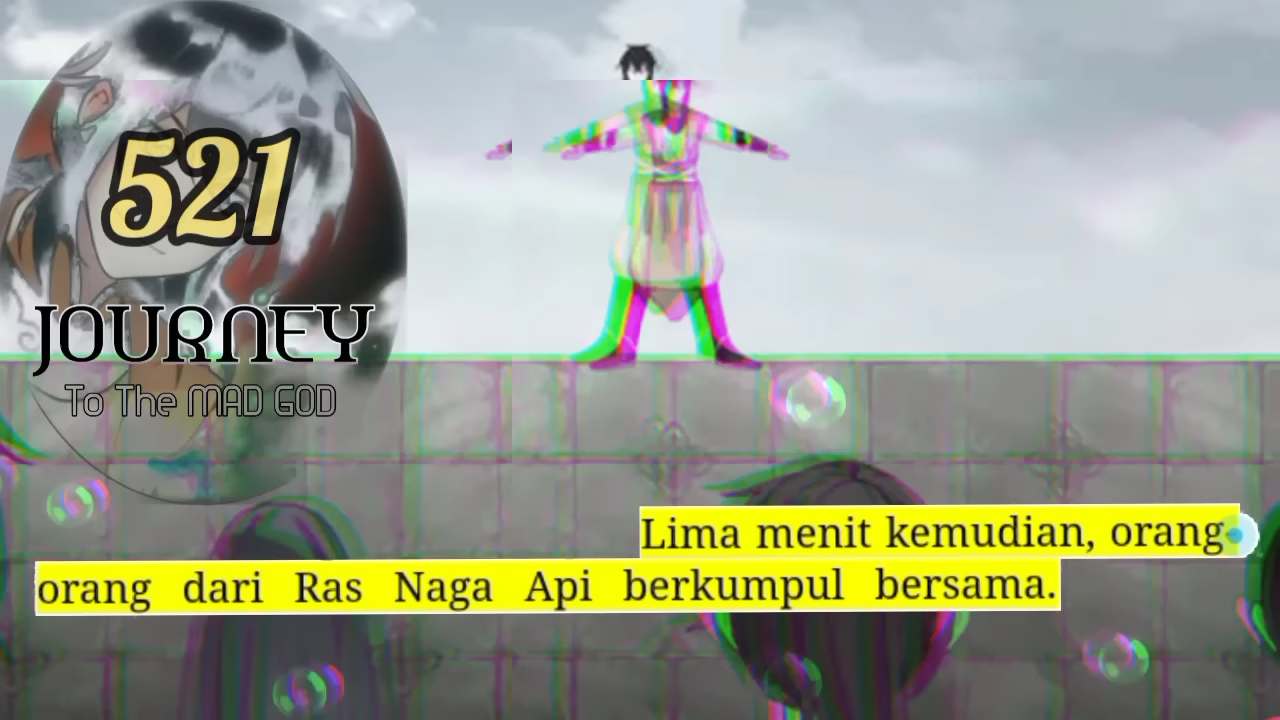 521
JOURNEY
To The MAD GOD
Lima menit kemudian, orang-
orang dari Ras Naga Api berkumpul bersama.